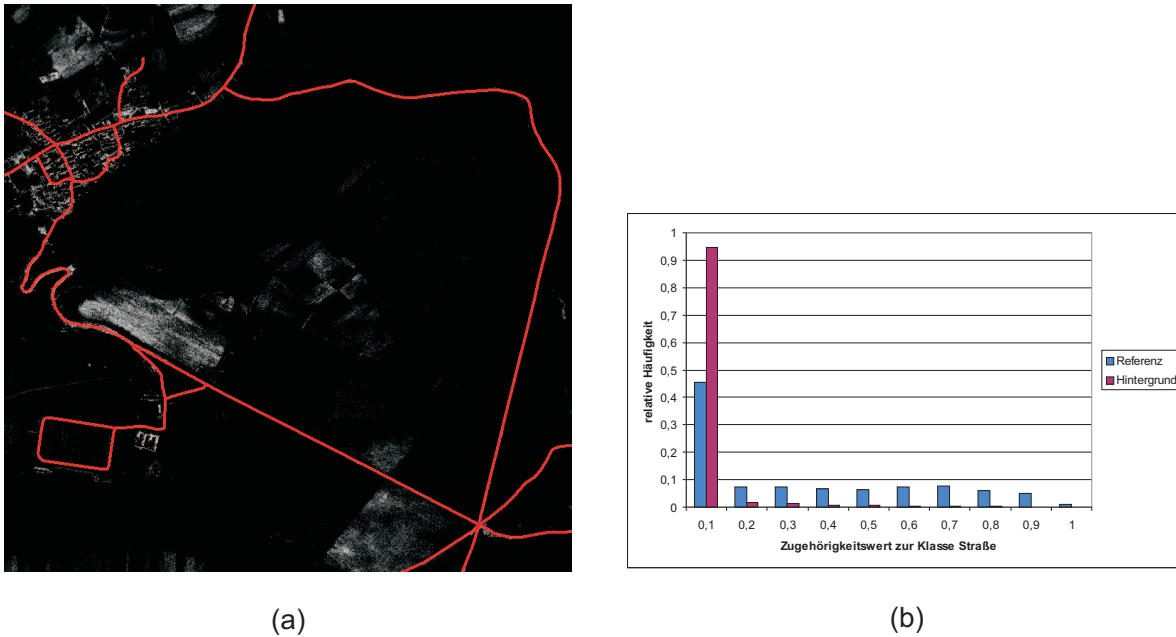 1
0,9
0,8
0,7
0,6
0,5
0,4
0,3
0,2
0,1
0
relative Häufigkeit
0,1 0,2 0,3 0,4 0,5 0,6 0,7 0,8 0,9 1
Zugehörigkeitswert zur Klasse Straße
Referenz
Hintergrund
(a)
(b)